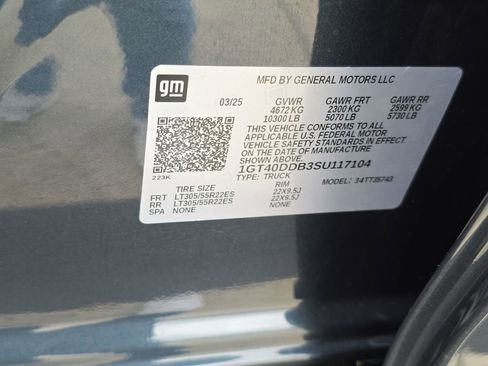 gm
MFD BY GENERAL MOTORS LLC
03/25 GVWR GAWR FRT GAWR RR
4672 KG 2300 KG 2599 KG
10300 LB 5070 LB 5730 LB
THIS VEHICLE CONFORMS TO ALL
APPLICABLE U.S. FEDERAL MOTOR
VEHICLE SAFETY STANDARDS IN EFFECT
ON THE DATE OF MANUFACTURE
SHOWN ABOVE.
1GT40DDB3SU117104
TYPE: TRUCK MODEL: 34TT35743
223K
TIRE SIZE RIM
FRT LT305/55R22ES 22X9.5J
RR LT305/55R22ES 22X9.5J
SPA NONE NONE